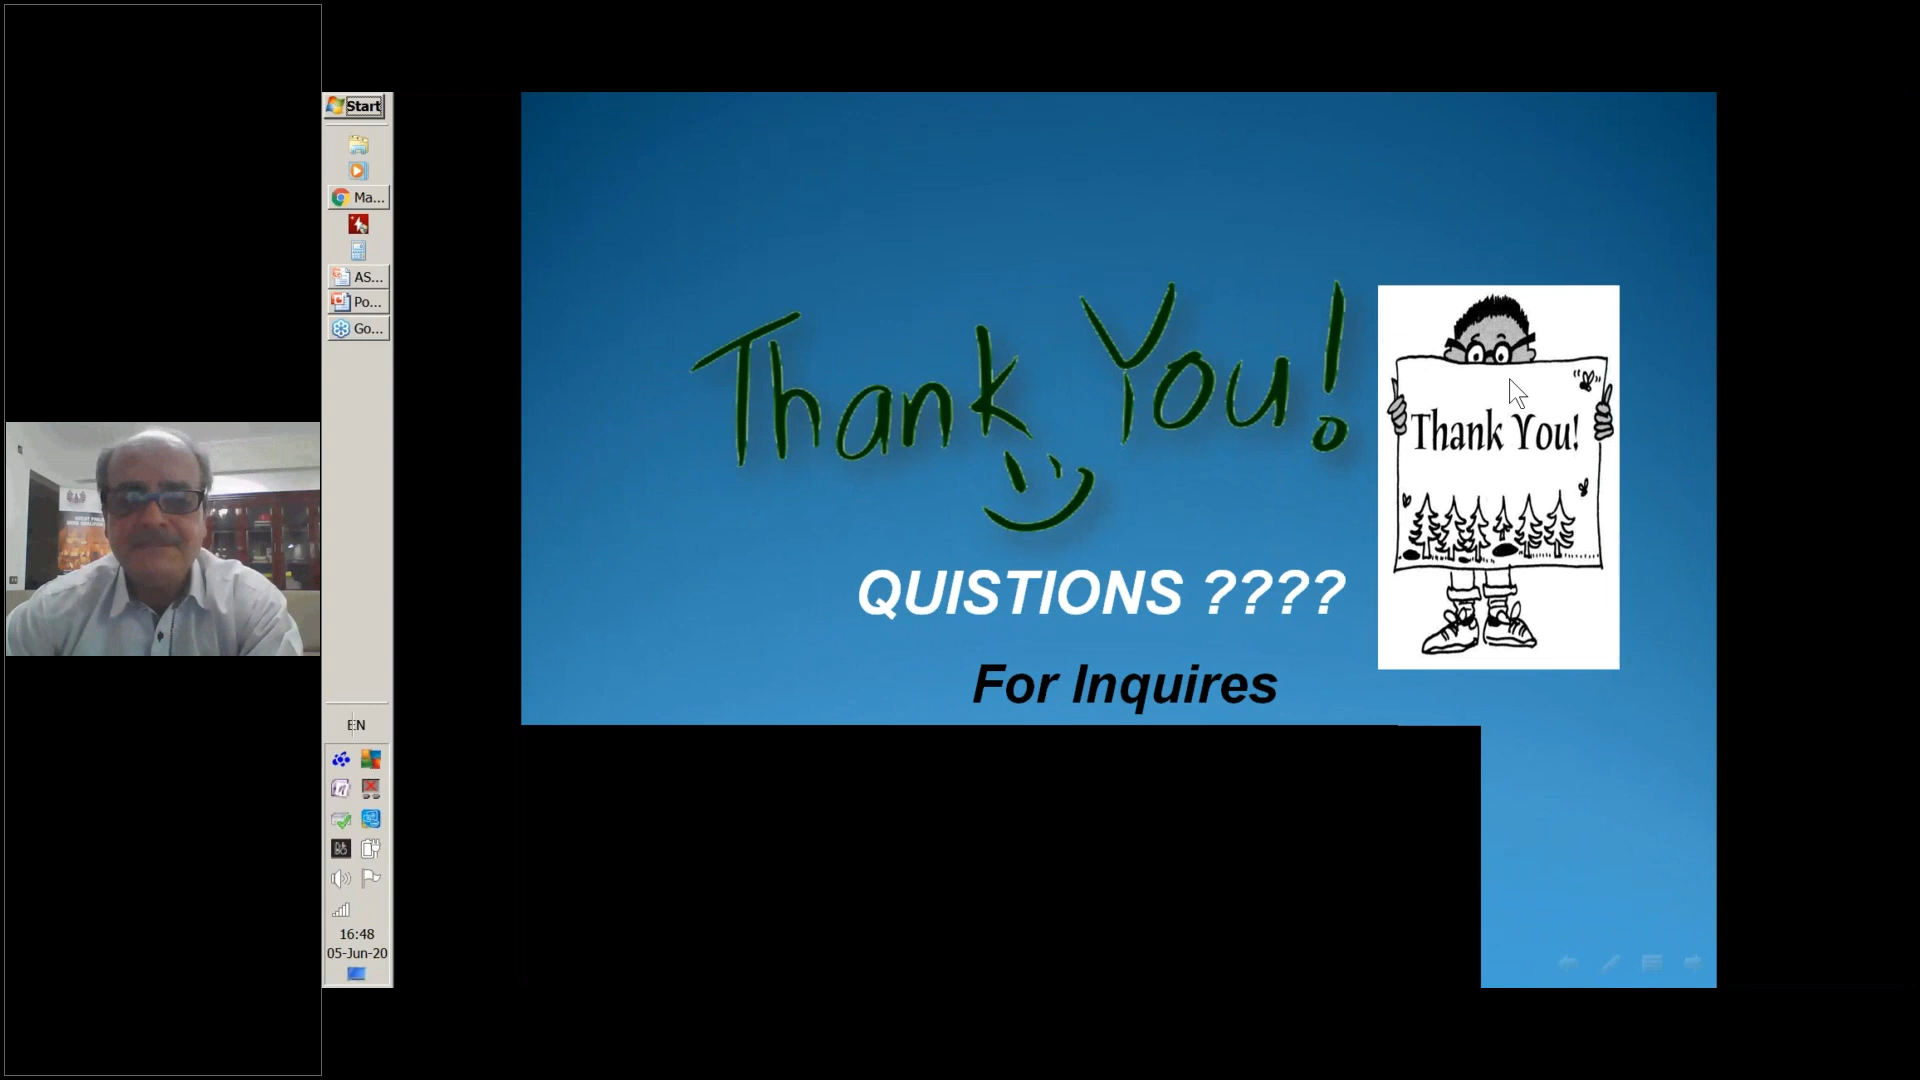 Start
Ma...
AS...
Po...
Go...
EN
16:48
05-Jun-20
Thank You!
Thank You!
QUISTIONS ????
For Inquires